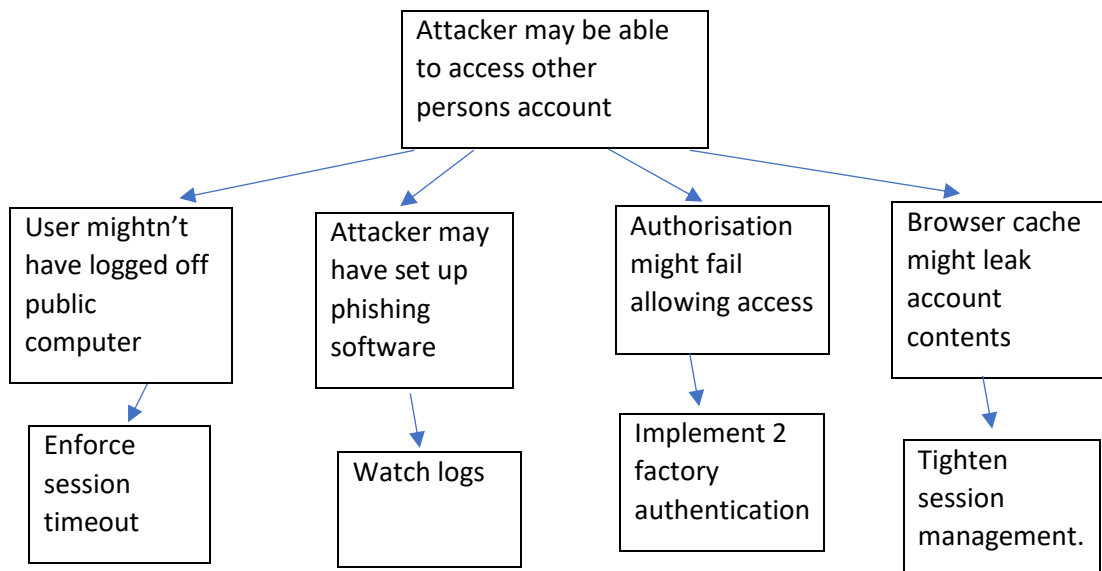 Attacker may be able
to access other
persons account
User mightn’t
have logged off
public
computer
Attacker may
have set up
phishing
software
Authorisation
might fail
allowing access
Browser cache
might leak
account
contents
Enforce
session
timeout
Watch logs
Implement 2
factory
authentication
Tighten
session
management.